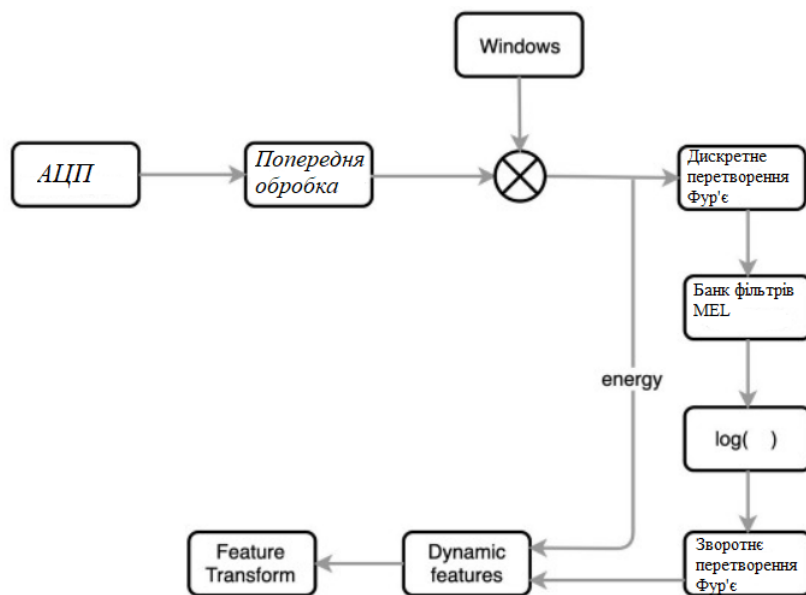 Windows
АЦП
Попередня
обробка
Дискретне
перетворення
Фур'є
Банк фільтрів
MEL
energy
log( )
Feature
Transform
Dynamic
features
Зворотнє
перетворення
Фур'є